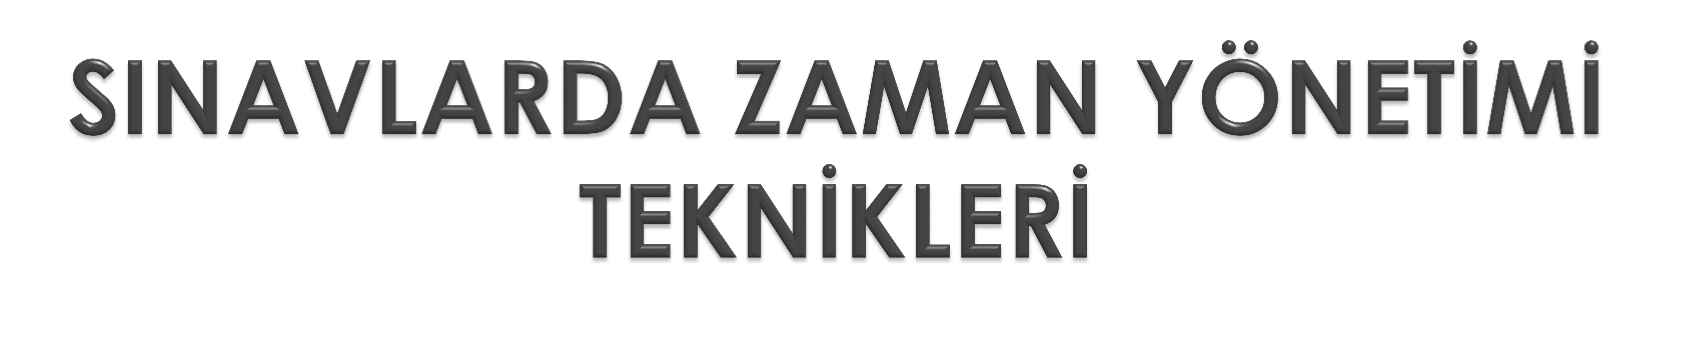 SINAVLARDA ZAMAN YÖNETİMİ
TEKNİKLERİ